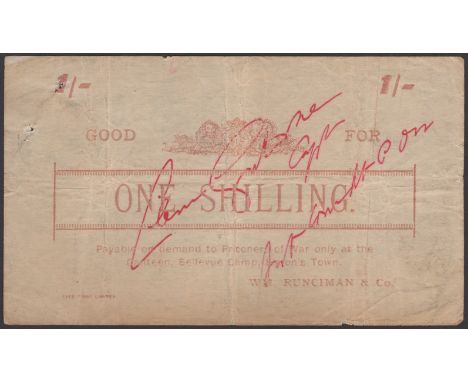 1/- 1/-
GOOD FOR
ONE SHILLING.
Payable on demand to Prisoners of War only at the
Canteen, Bellevue Camp, Simon's Town.
WM. RUNCIMAN & Co.